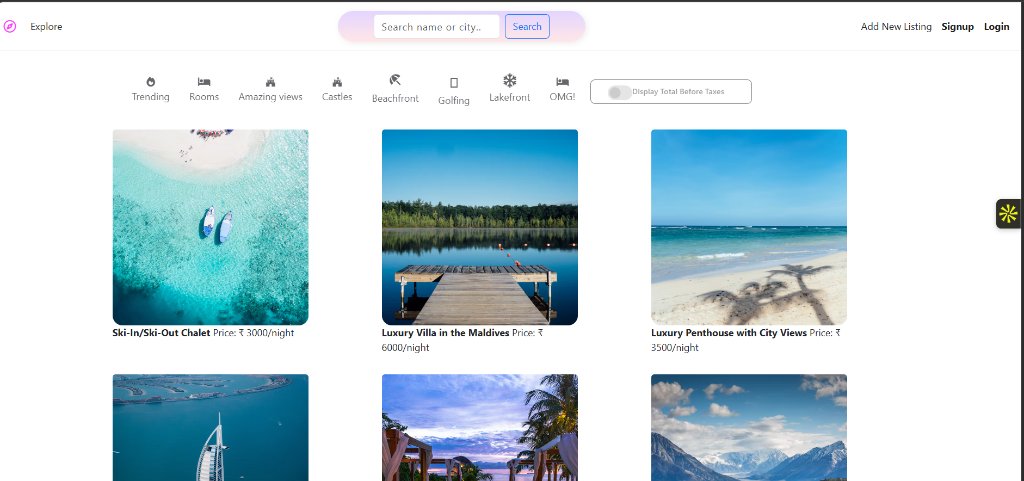 Explore
Search name or city..
Search
Add New Listing
Signup
Login
Trending
Rooms
Amazing views
Castles
Beachfront
Golfing
Lakefront
OMG!
Display Total Before Taxes
Ski-In/Ski-Out Chalet Price: ₹ 3000/night
Luxury Villa in the Maldives Price: ₹
6000/night
Luxury Penthouse with City Views Price: ₹
3500/night